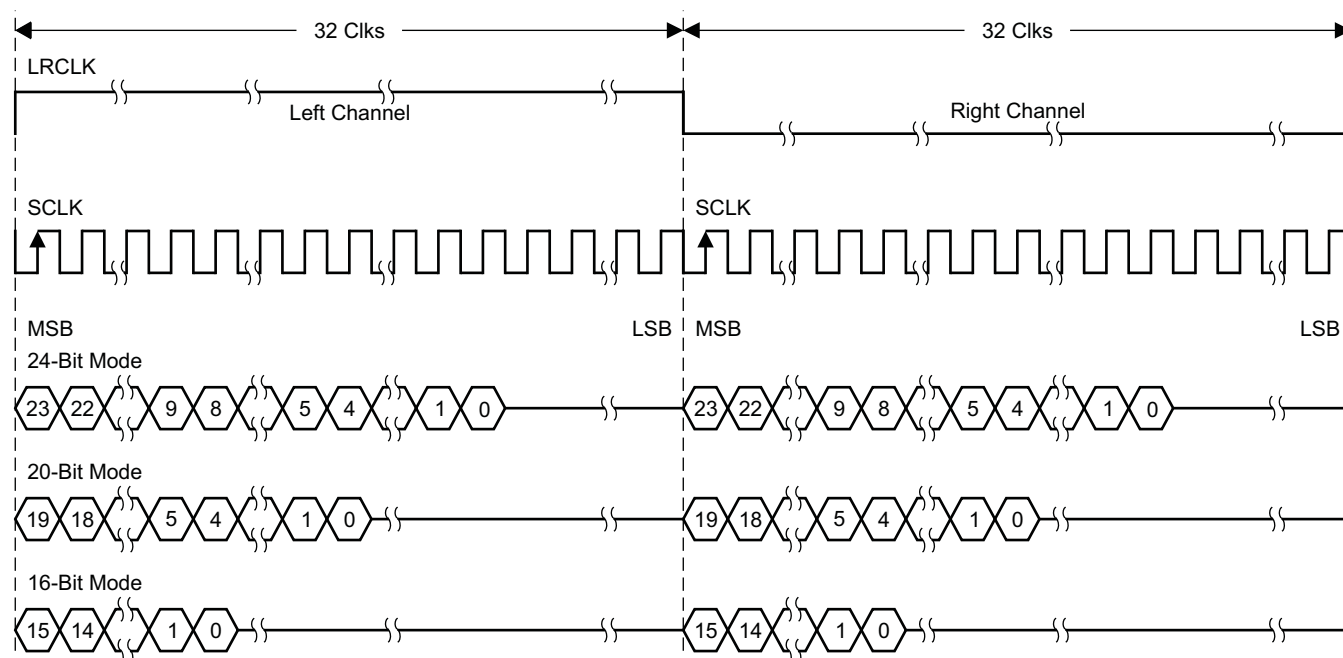 32 Clks 32 Clks
LRCLK
Left Channel Right Channel
SCLK SCLK
MSB LSB MSB LSB
24-Bit Mode
23 22 9 8 5 4 1 0 23 22 9 8 5 4 1 0
20-Bit Mode
19 18 5 4 1 0 19 18 5 4 1 0
16-Bit Mode
15 14 1 0 15 14 1 0